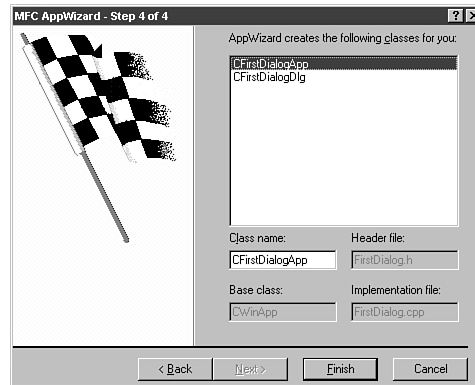 MFC AppWizard - Step 4 of 4
AppWizard creates the following classes for you:
CFirstDialogApp
CFirstDialogDlg
Class name:
Header file:
CFirstDialogApp
FirstDialog.h
Base class:
Implementation file:
CWinApp
FirstDialog.cpp
< Back
Next >
Finish
Cancel